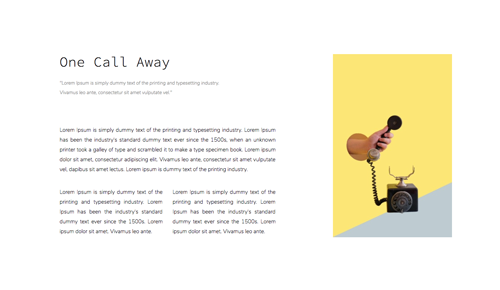 One Call Away
"Lorem Ipsum is simply dummy text of the printing and typesetting industry.
Vivamus leo ante, consectetur sit amet vulputate vel."
Lorem Ipsum is simply dummy text of the printing and typesetting industry. Lorem Ipsum
has been the industry's standard dummy text ever since the 1500s, when an unknown
printer took a galley of type and scrambled it to make a type specimen book. Lorem ipsum
dolor sit amet, consectetur adipiscing elit. Vivamus leo ante, consectetur sit amet vulputate
vel, dapibus sit amet lectus. Lorem Ipsum is simply dummy text of the printing industry.
Lorem Ipsum is simply dummy text of the
printing and typesetting industry. Lorem
Ipsum has been the industry's standard
dummy text ever since the 1500s. Lorem
dolor sit amet. Vivamus leo ante.
Lorem Ipsum is simply dummy text of the
printing and typesetting industry. Lorem
Ipsum has been the industry's standard
dummy text ever since the 1500s. Lorem
dolor sit amet. Vivamus leo ante.